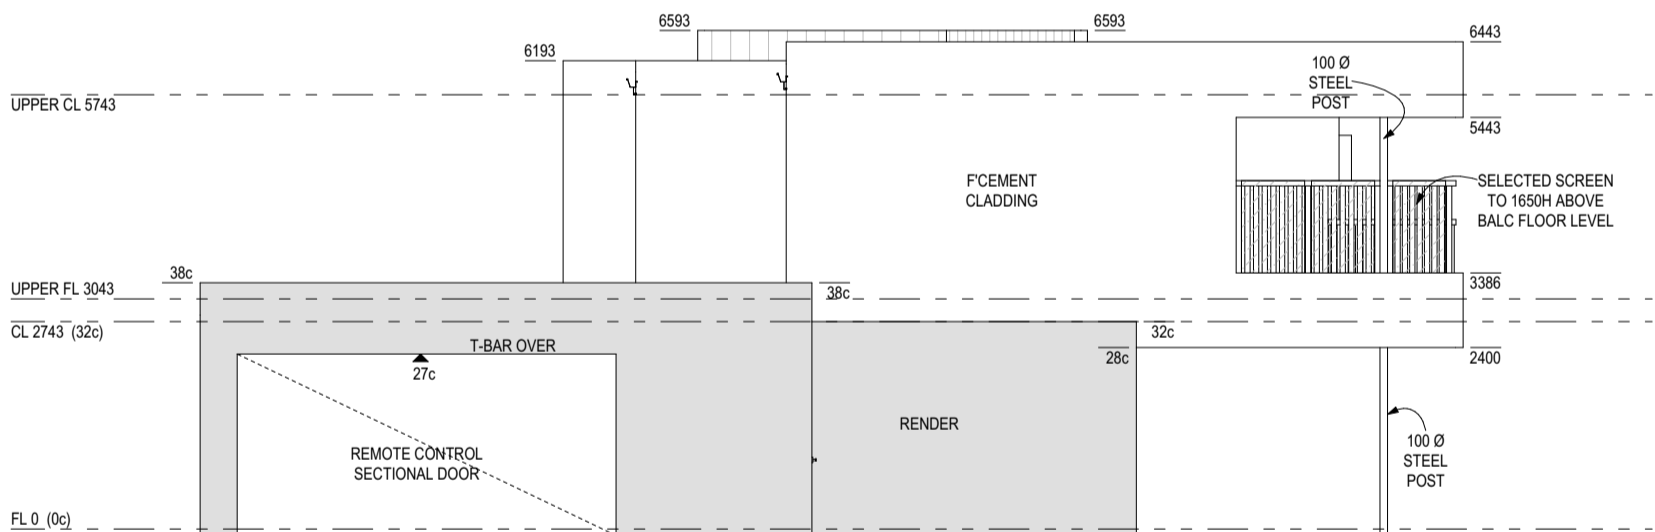 6593
6593
6443
6193
100 Ø
STEEL
POST
UPPER CL 5743
5443
F'CEMENT
CLADDING
SELECTED SCREEN
TO 1650H ABOVE
BALC FLOOR LEVEL
38c
UPPER FL 3043
38c
3386
CL 2743 (32c)
32c
T-BAR OVER
28c
2400
27c
RENDER
REMOTE CONTROL
SECTIONAL DOOR
100 Ø
STEEL
POST
FL 0 (0c)